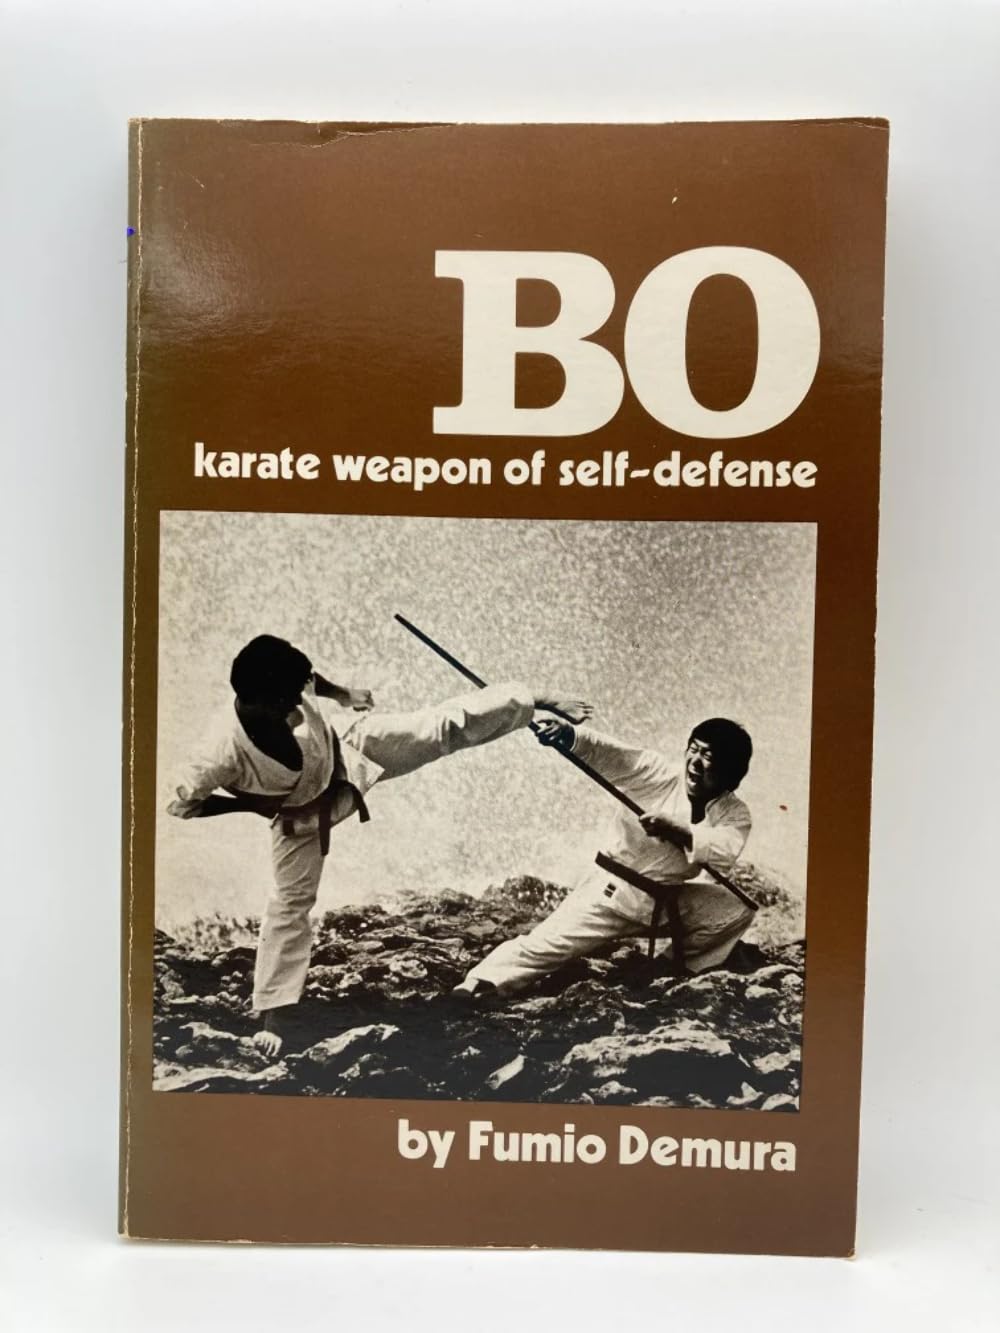 BO
karate weapon of self-defense
by Fumio Demura